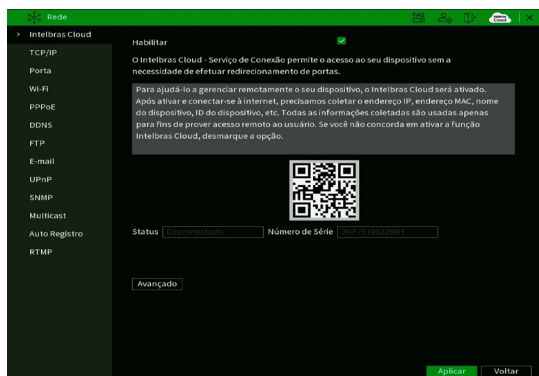 Rede
FAQ
Intelbras Cloud
TCP/IP
Porta
Wi-Fi
PPPoE
DDNS
FTP
E-mail
UPnP
SNMP
Multicast
Auto Registro
RTMP
Habilitar
O Intelbras Cloud - Serviço de Conexão permite o acesso ao seu dispositivo sem a
necessidade de efetuar redirecionamento de portas.
Para ajudá-lo a gerenciar remotamente o seu dispositivo, o Intelbras Cloud será ativado.
Após ativar e conectar-se à internet, precisamos coletar o endereço IP, endereço MAC, nome
do dispositivo, ID do dispositivo, etc. Todas as informações coletadas são usadas apenas
para fins de prover acesso remoto ao usuário. Se você não concorda em ativar a função
Intelbras Cloud, desmarque a opção.
Status Desconectado Número de Série
Avançado
Aplicar Voltar